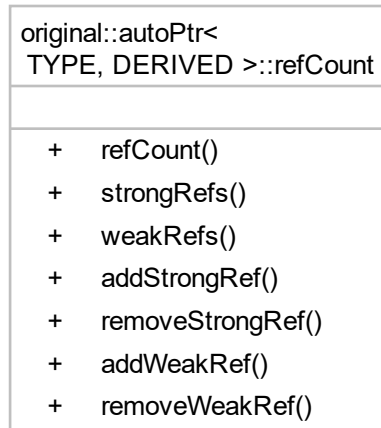 original::autoPtr<
TYPE, DERIVED >::refCount
+ refCount()
+ strongRefs()
+ weakRefs()
+ addStrongRef()
+ removeStrongRef()
+ addWeakRef()
+ removeWeakRef()